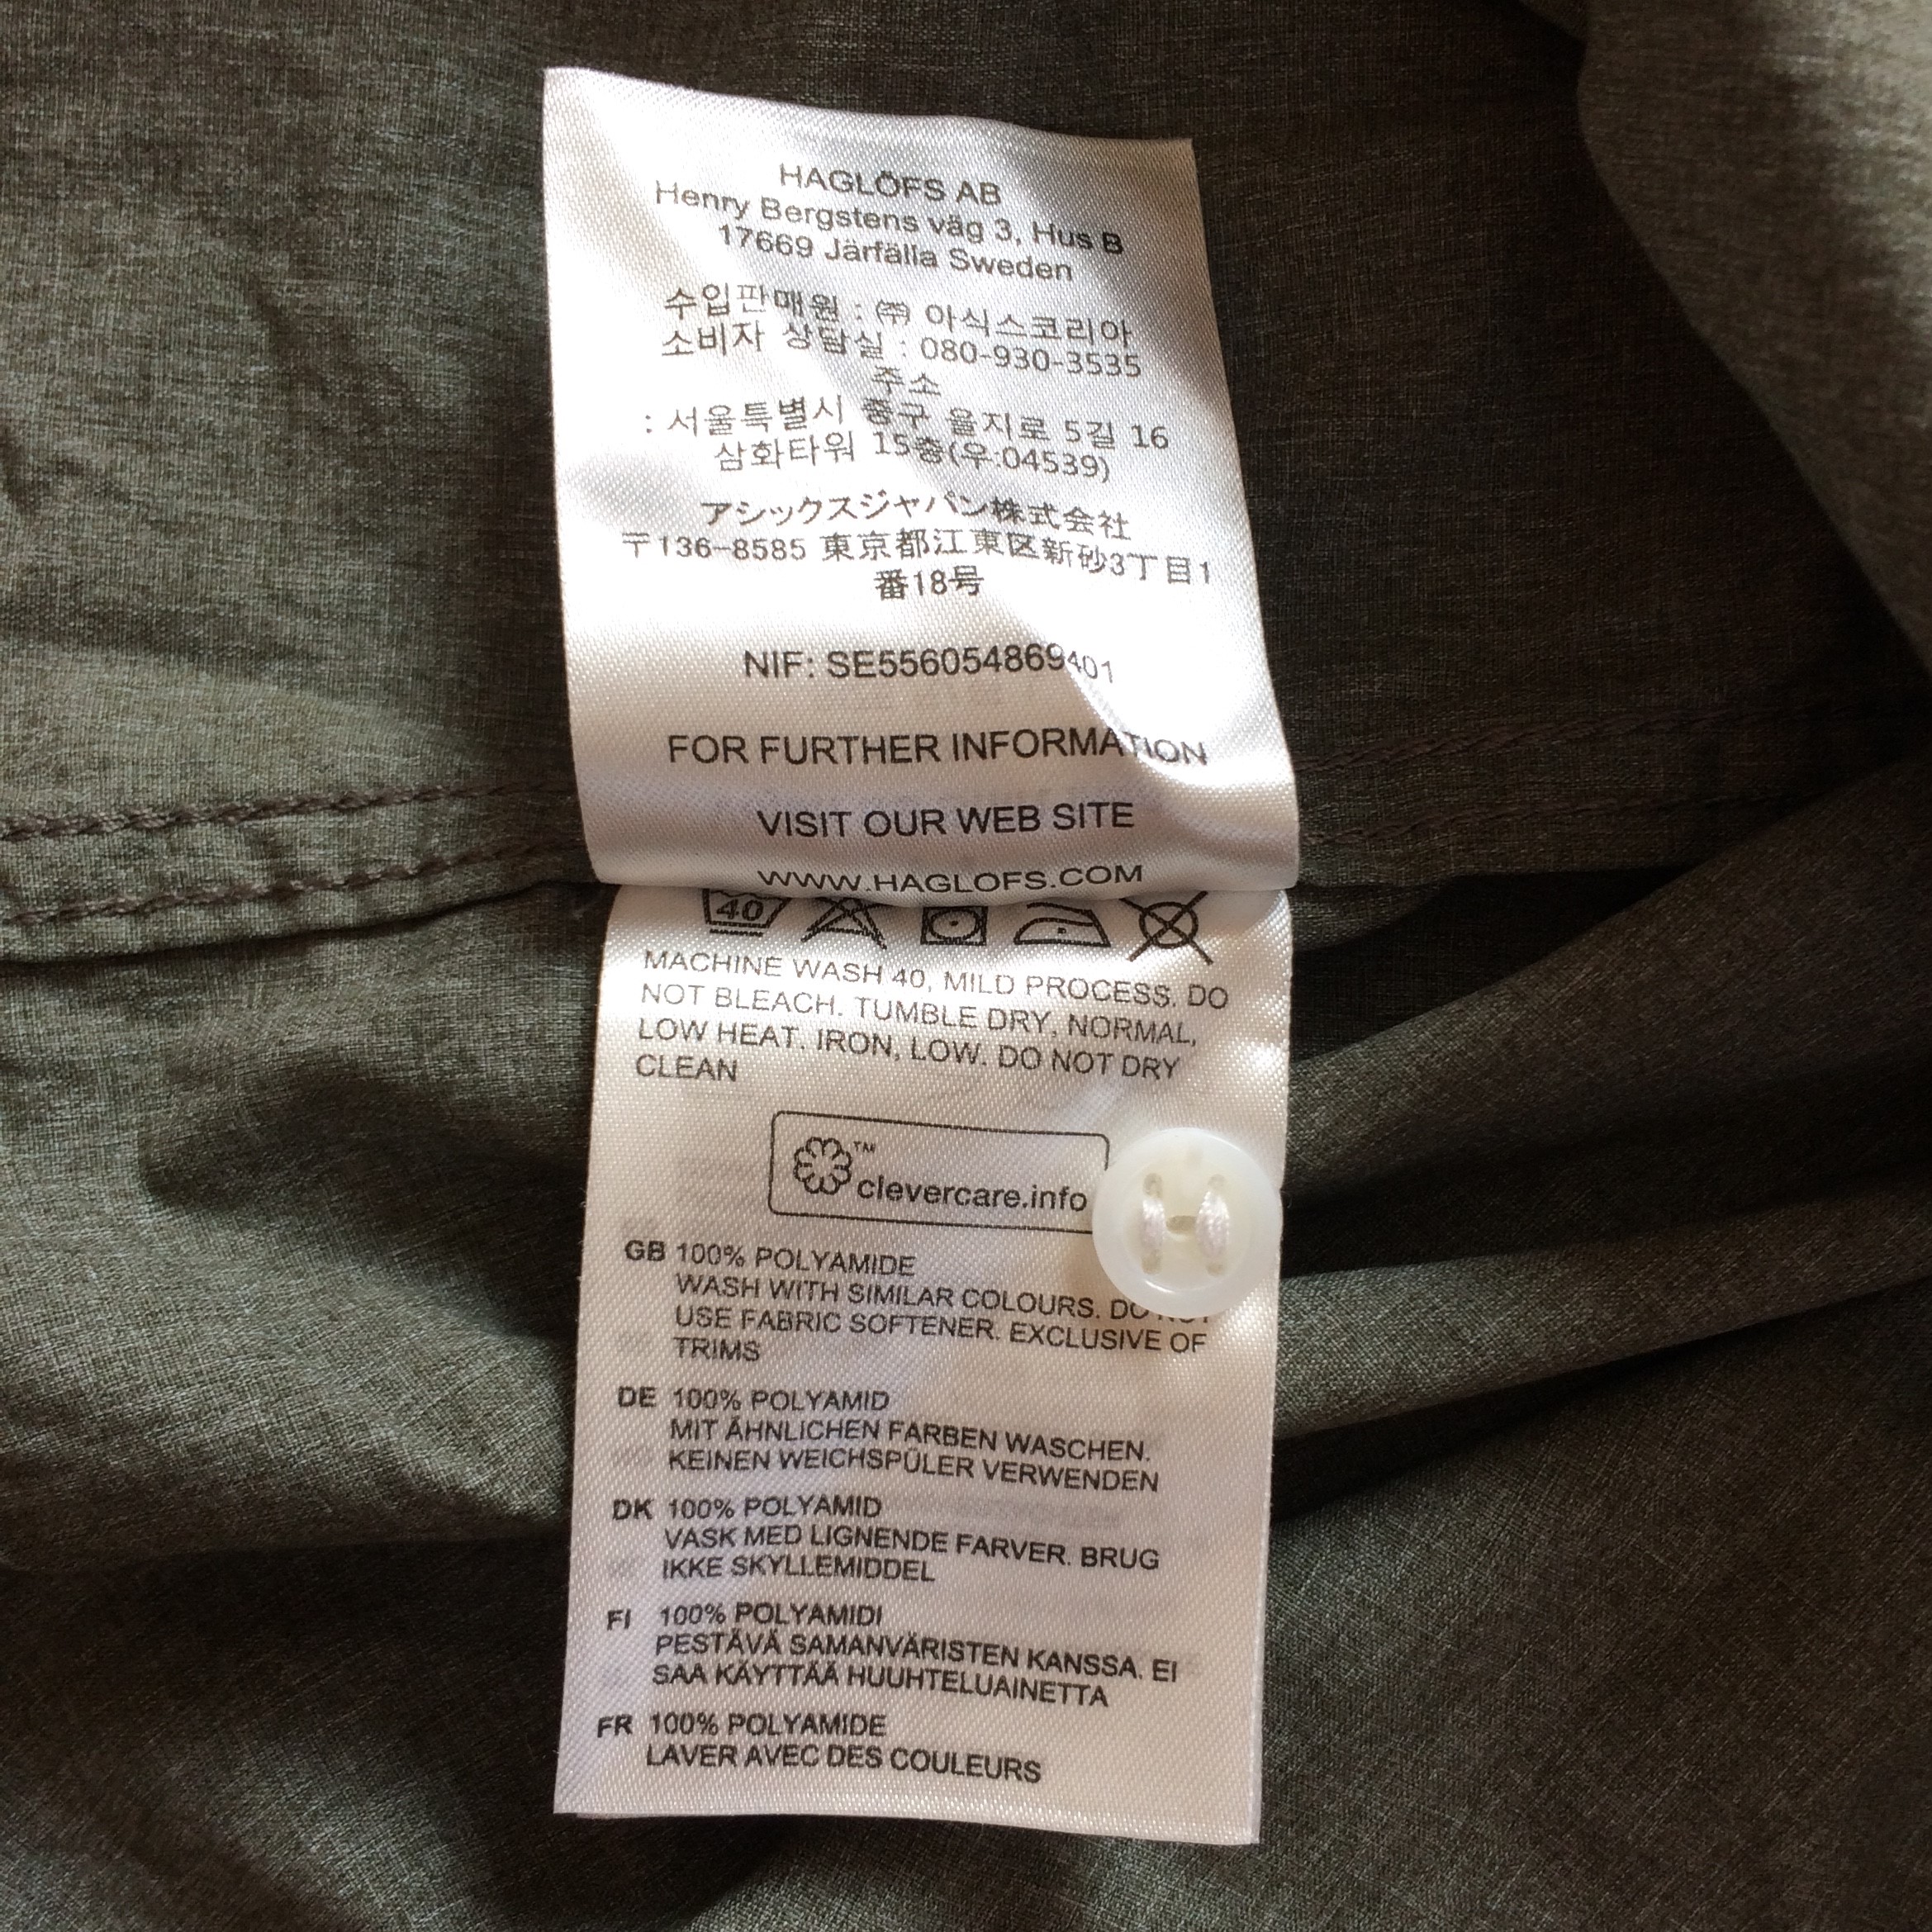 HAGLÖFS AB
Henry Bergstens väg 3, Hus B
17669 Järfälla Sweden
수입판매원 : ㈜ 아식스코리아
소비자 상담실 : 080-930-3535
주소
: 서울특별시 중구 을지로 5길 16
삼화타워 15층(우:04539)
アシックスジャパン株式会社
〒136-8585 東京都江東区新砂3丁目1
番18号
NIF: SE556054869401
FOR FURTHER INFORMATION
VISIT OUR WEB SITE
WWW.HAGLOFS.COM
40
MACHINE WASH 40, MILD PROCESS. DO
NOT BLEACH. TUMBLE DRY, NORMAL,
LOW HEAT. IRON, LOW. DO NOT DRY
CLEAN
™
clevercare.info
GB 100% POLYAMIDE
WASH WITH SIMILAR COLOURS. DO
USE FABRIC SOFTENER. EXCLUSIVE OF
TRIMS
DE 100% POLYAMID
MIT ÄHNLICHEN FARBEN WASCHEN.
KEINEN WEICHSPÜLER VERWENDEN
DK 100% POLYAMID
VASK MED LIGNENDE FARVER. BRUG
IKKE SKYLLEMIDDEL
FI 100% POLYAMIDI
PESTÄVÄ SAMANVÄRISTEN KANSSA. EI
SAA KÄYTTÄÄ HUUHTELUAINETTA
FR 100% POLYAMIDE
LAVER AVEC DES COULEURS